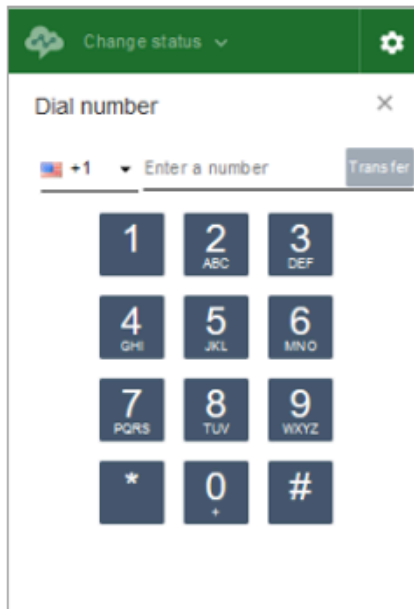 Change status
Dial number ×
+1 Enter a number Transfer
1 2 3
ABC DEF
4 5 6
GHI JKL MNO
7 8 9
PQRS TUV WXYZ
* 0 #
+